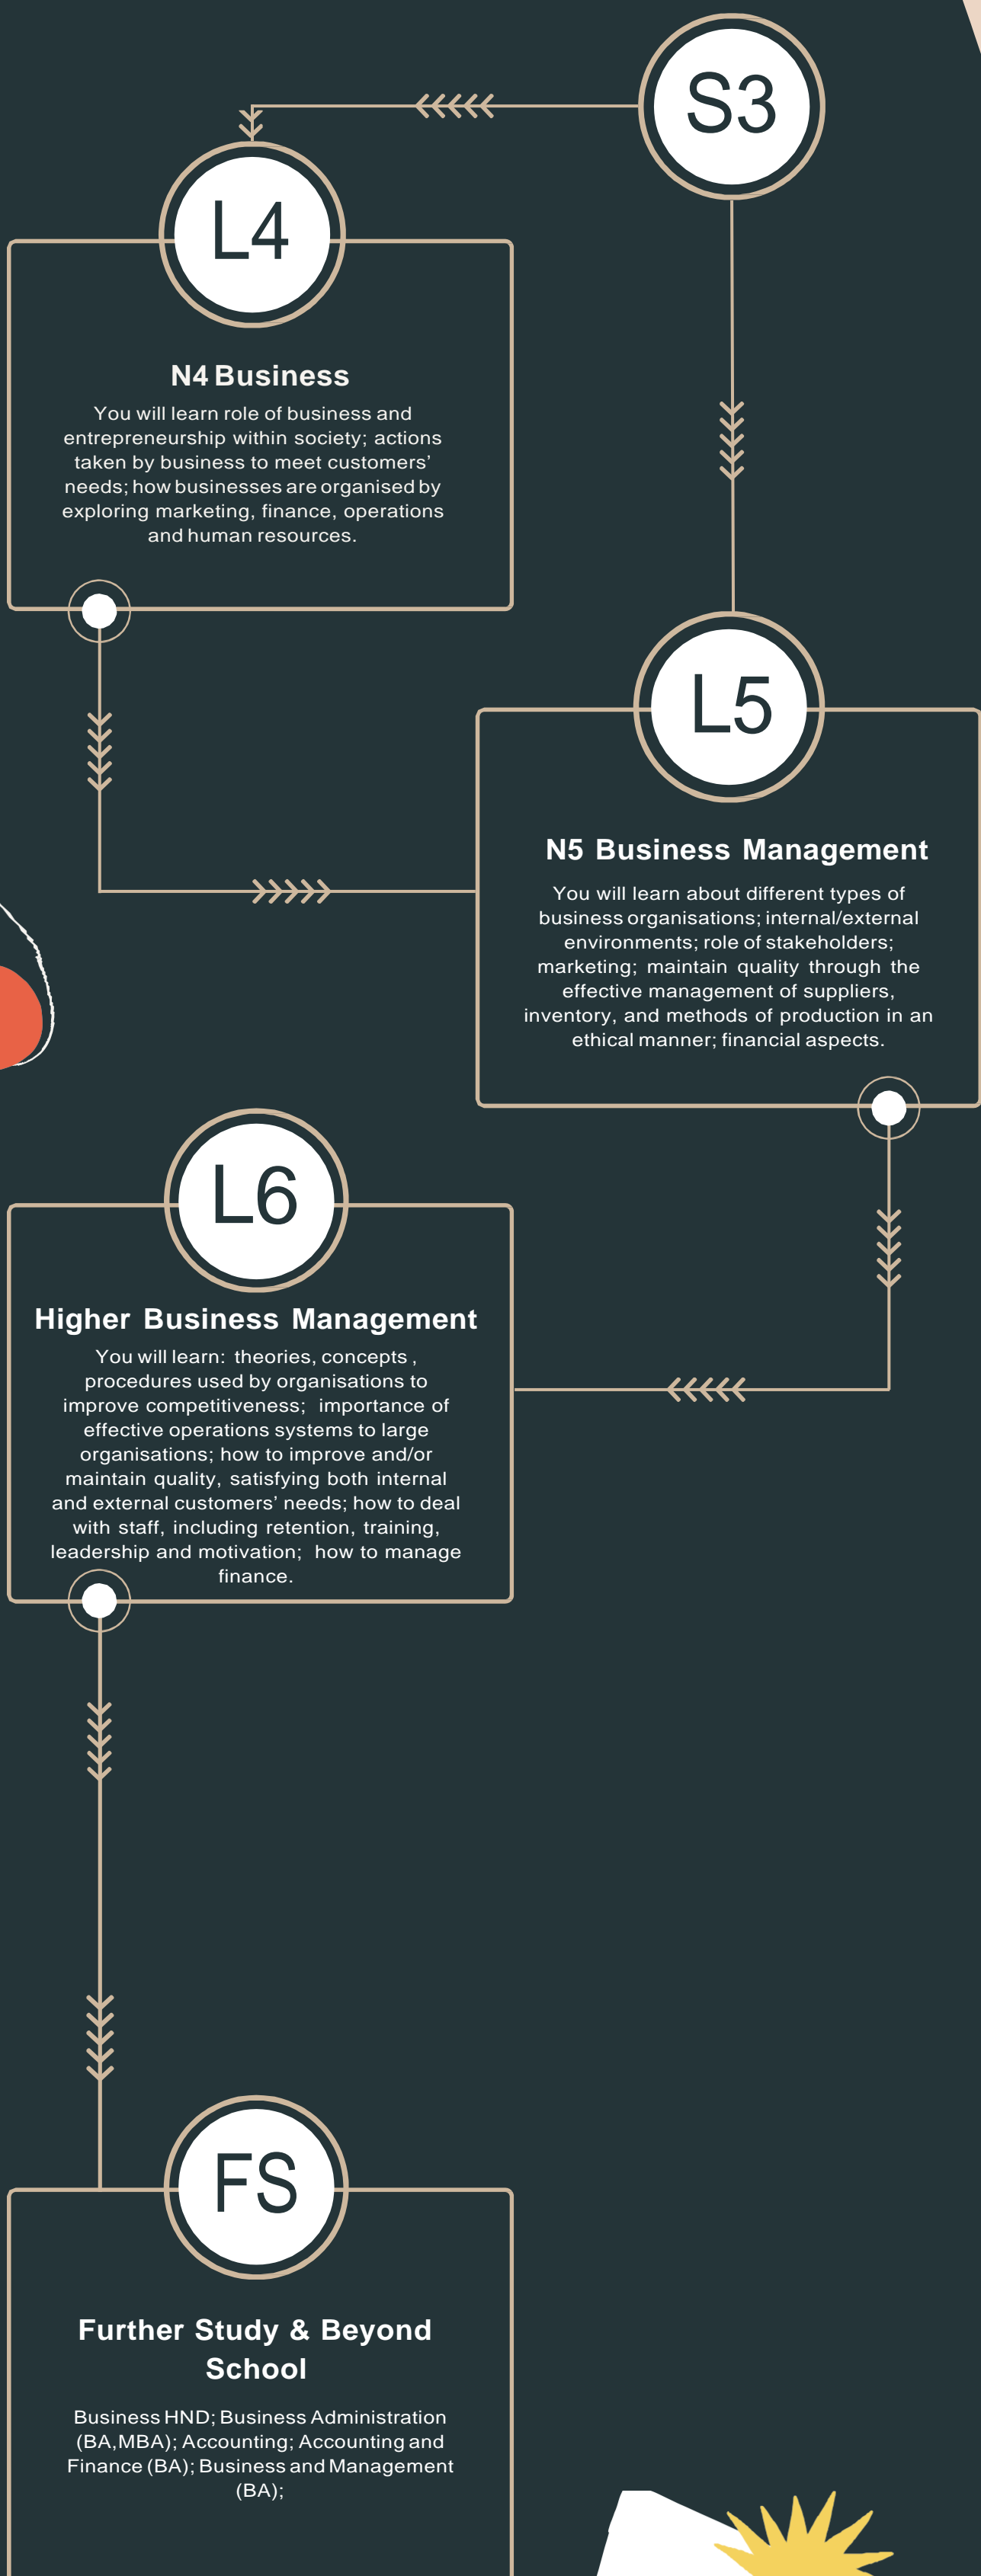 S3
L4
N4 Business
You will learn role of business and
entrepreneurship within society; actions
taken by business to meet customers’
needs; how businesses are organised by
exploring marketing, finance, operations
and human resources.
L5
N5 Business Management
You will learn about different types of
business organisations; internal/external
environments; role of stakeholders;
marketing; maintain quality through the
effective management of suppliers,
inventory, and methods of production in an
ethical manner; financial aspects.
L6
Higher Business Management
You will learn: theories, concepts ,
procedures used by organisations to
improve competitiveness; importance of
effective operations systems to large
organisations; how to improve and/or
maintain quality, satisfying both internal
and external customers’ needs; how to deal
with staff, including retention, training,
leadership and motivation; how to manage
finance.
FS
Further Study & Beyond
School
Business HND; Business Administration
(BA,MBA); Accounting; Accounting and
Finance (BA); Business and Management
(BA);